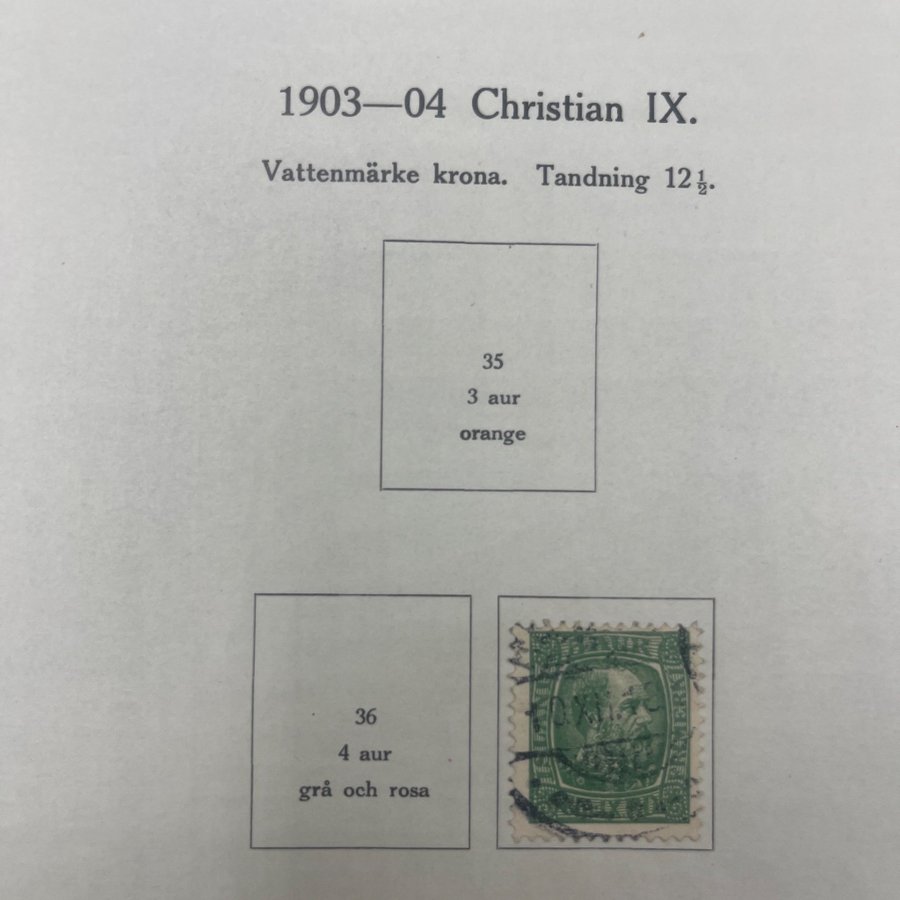 1903—04 Christian IX.
Vattenmärke krona. Tandning 12½.
35
3 aur
orange
36
4 aur
grå och rosa